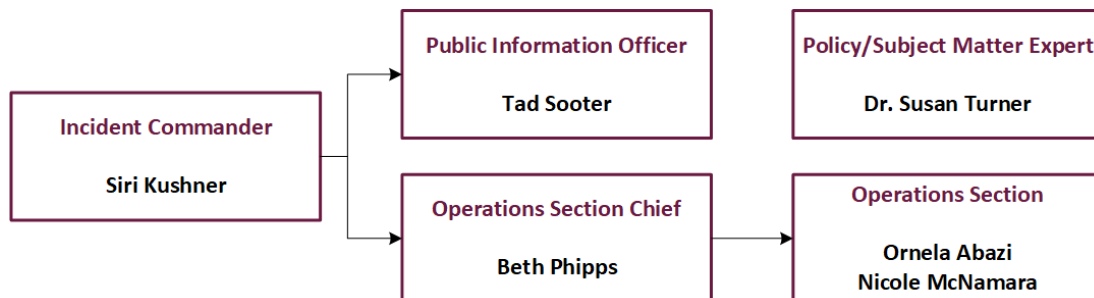 Incident Commander
Siri Kushner
Public Information Officer
Tad Sooter
Policy/Subject Matter Expert
Dr. Susan Turner
Operations Section Chief
Beth Phipps
Operations Section
Ornela Abazi
Nicole McNamara